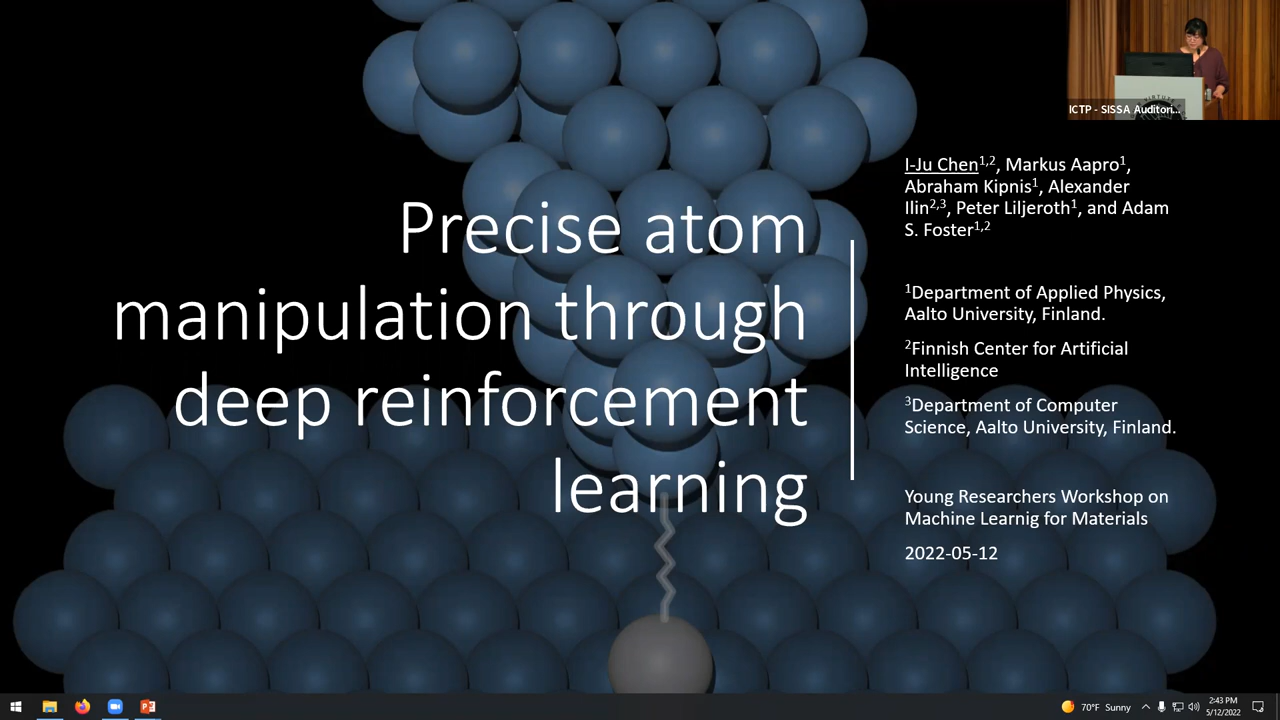 ICTP - SISSA Auditori...
Precise atom
manipulation through
deep reinforcement
learning
I-Ju Chen1,2, Markus Aapro1,
Abraham Kipnis1, Alexander
Ilin2,3, Peter Liljeroth1, and Adam
S. Foster1,2
1Department of Applied Physics,
Aalto University, Finland.
2Finnish Center for Artificial
Intelligence
3Department of Computer
Science, Aalto University, Finland.
Young Researchers Workshop on
Machine Learnig for Materials
2022-05-12
70°F Sunny
2:43 PM
5/12/2022